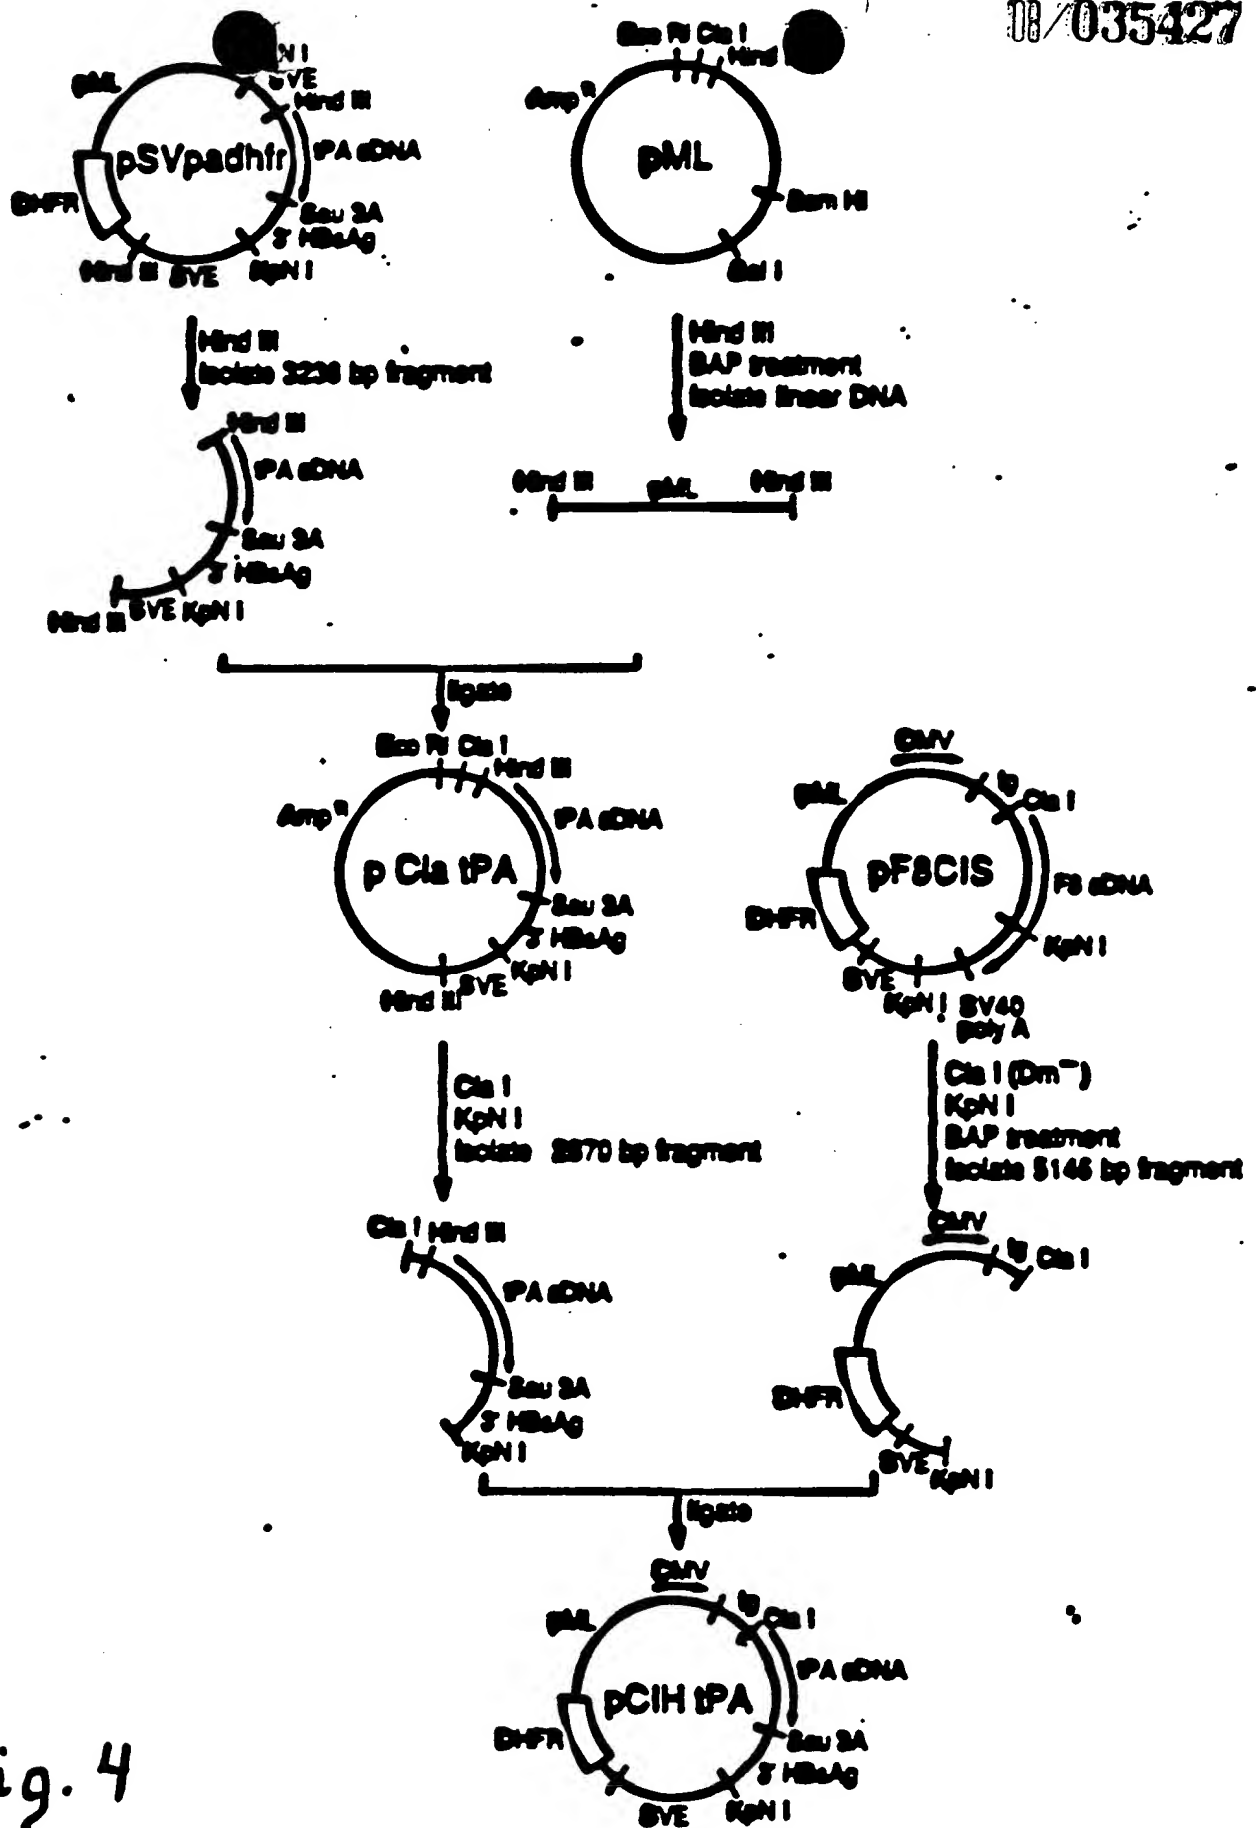 035427
SVE
Hind III
pML
pSVpadhfr
tPA cDNA
DHFR
Sau 3A
3' HBsAg
Hind III
SVE
KpN I
Eco RI
Cla I
Hind
Amp R
pML
Bam HI
Sal I
Hind III
Isolate 3238 bp fragment
Hind III
BAP treatment
Isolate linear DNA
Hind III
tPA cDNA
Sau 3A
3' HBsAg
Hind III
SVE
KpN I
Hind III
pML
Hind III
ligate
Eco RI
Cla I
Hind III
Amp R
tPA cDNA
p Cla tPA
Sau 3A
3' HBsAg
KpN I
SVE
Hind III
CMV
Ig
Cla I
pML
pF8CIS
F8 cDNA
DHFR
KpN I
SVE
KpN I
SV40
poly A
Cla I
KpN I
Isolate 2870 bp fragment
Cla I (Dm⁻)
KpN I
BAP treatment
Isolate 5146 bp fragment
Cla I
Hind III
tPA cDNA
Sau 3A
3' HBsAg
KpN I
CMV
Ig
Cla I
pML
DHFR
SVE
KpN I
ligate
CMV
Ig
Cla I
pML
tPA cDNA
pCIH tPA
DHFR
Sau 3A
3' HBsAg
SVE
KpN I
ig. 4